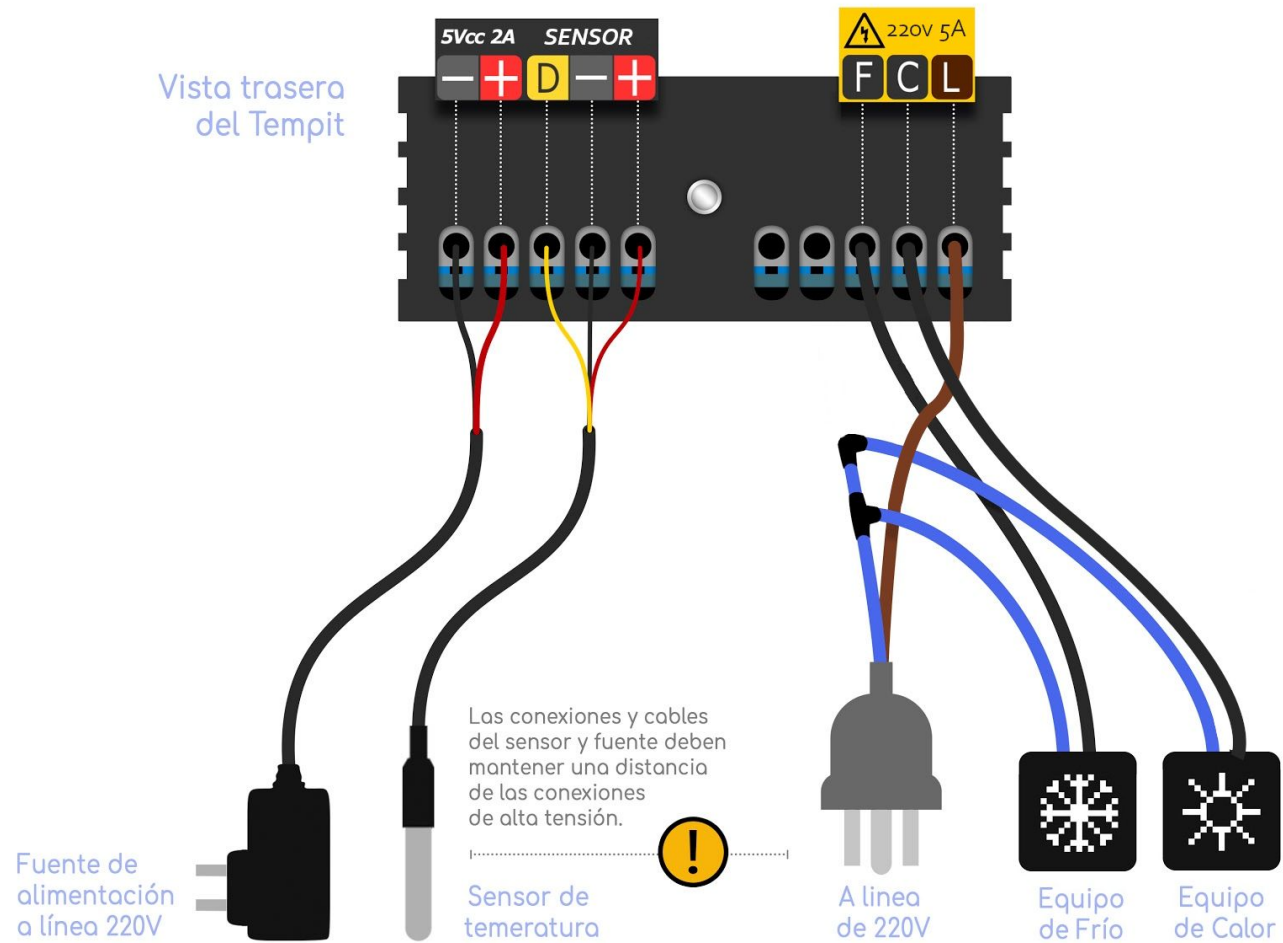 5Vcc 2A SENSOR
− + D − +
220V 5A
F C L
Vista trasera
del Tempit
Las conexiones y cables
del sensor y fuente deben
mantener una distancia
de las conexiones
de alta tensión.
!
Fuente de
alimentación
a línea 220V
Sensor de
temeratura
A linea
de 220V
Equipo
de Frío
Equipo
de Calor